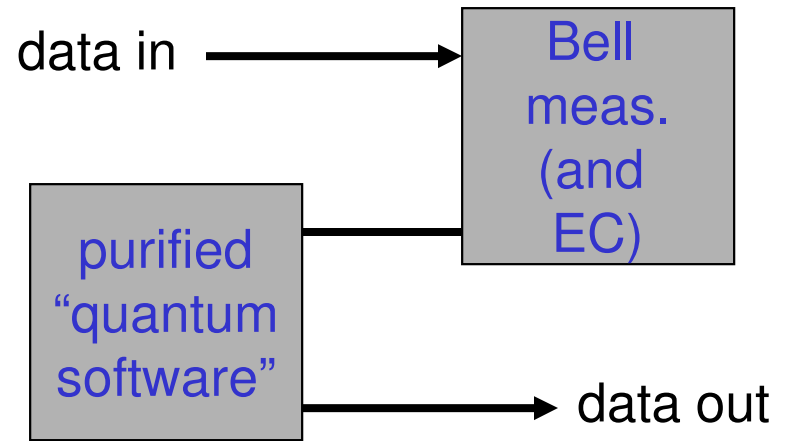 data in
Bell
meas.
(and
EC)
purified
“quantum
software”
data out